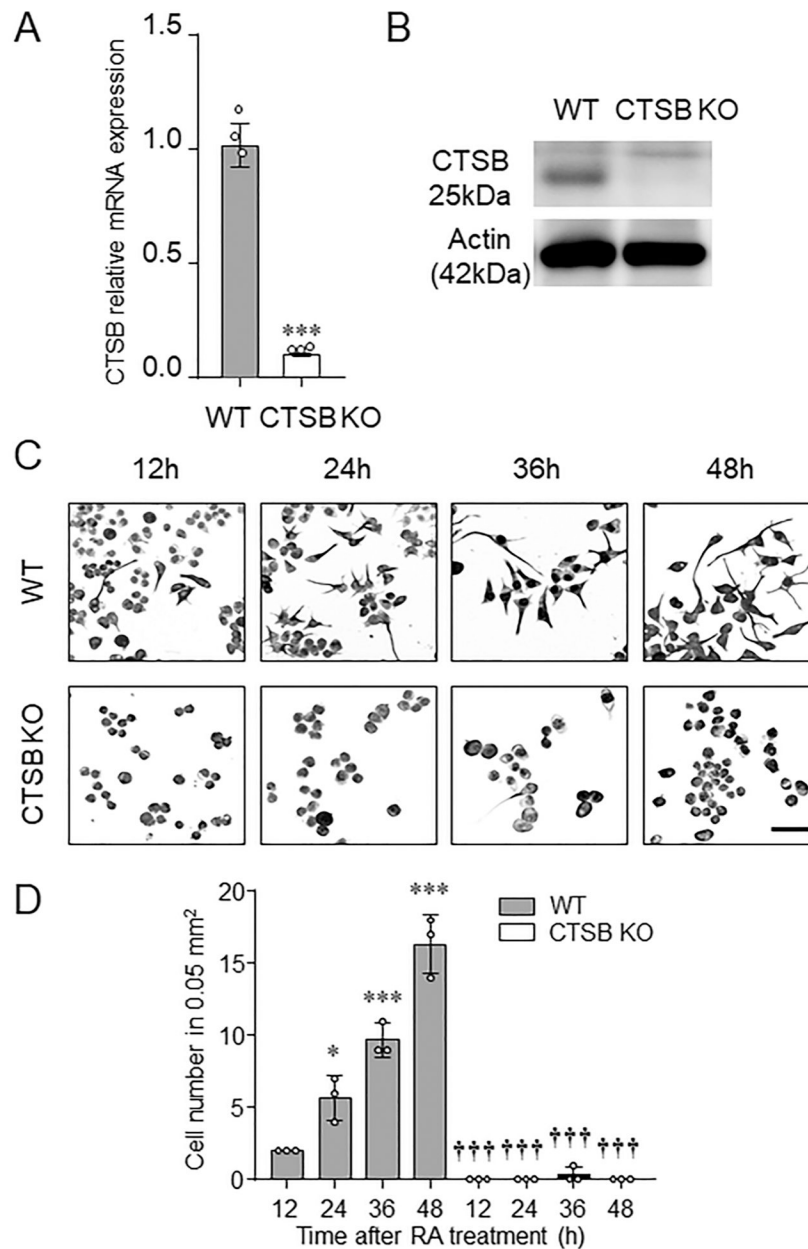 A
CTSB relative mRNA expression
1.5
1.0
0.5
0.0
***
WT CTSB KO
B
WT CTSB KO
CTSB
25kDa
Actin
(42kDa)
C
12h 24h 36h 48h
WT
CTSB KO
D
Cell number in 0.05 mm²
20
15
10
5
0
* *** ***
††† ††† ††† †††
WT
CTSB KO
12 24 36 48 12 24 36 48
Time after RA treatment (h)